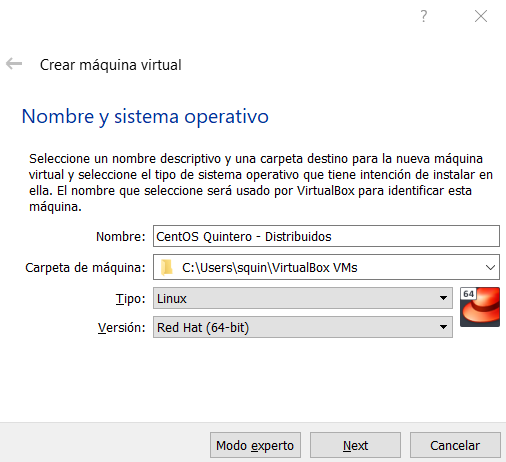 ?
Crear máquina virtual
Nombre y sistema operativo
Seleccione un nombre descriptivo y una carpeta destino para la nueva máquina
virtual y seleccione el tipo de sistema operativo que tiene intención de instalar en
ella. El nombre que seleccione será usado por VirtualBox para identificar esta
máquina.
Nombre: CentOS Quintero - Distribuidos
Carpeta de máquina: C:\Users\squin\VirtualBox VMs
Tipo: Linux
64
Versión: Red Hat (64-bit)
Modo experto Next Cancelar